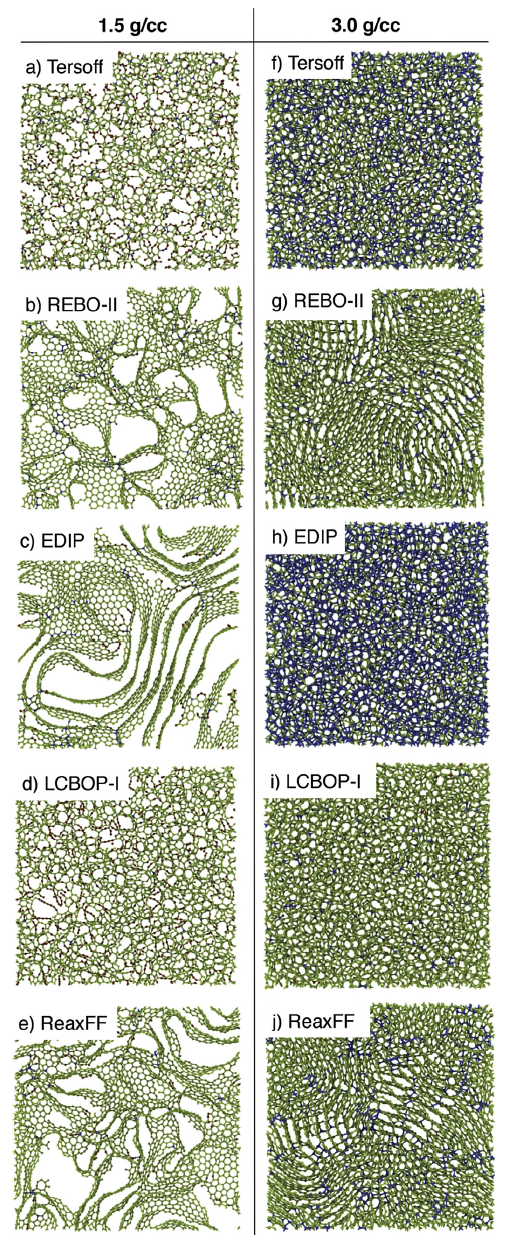 1.5 g/cc
3.0 g/cc
a) Tersoff
f) Tersoff
b) REBO-II
g) REBO-II
c) EDIP
h) EDIP
d) LCBOP-I
i) LCBOP-I
e) ReaxFF
j) ReaxFF